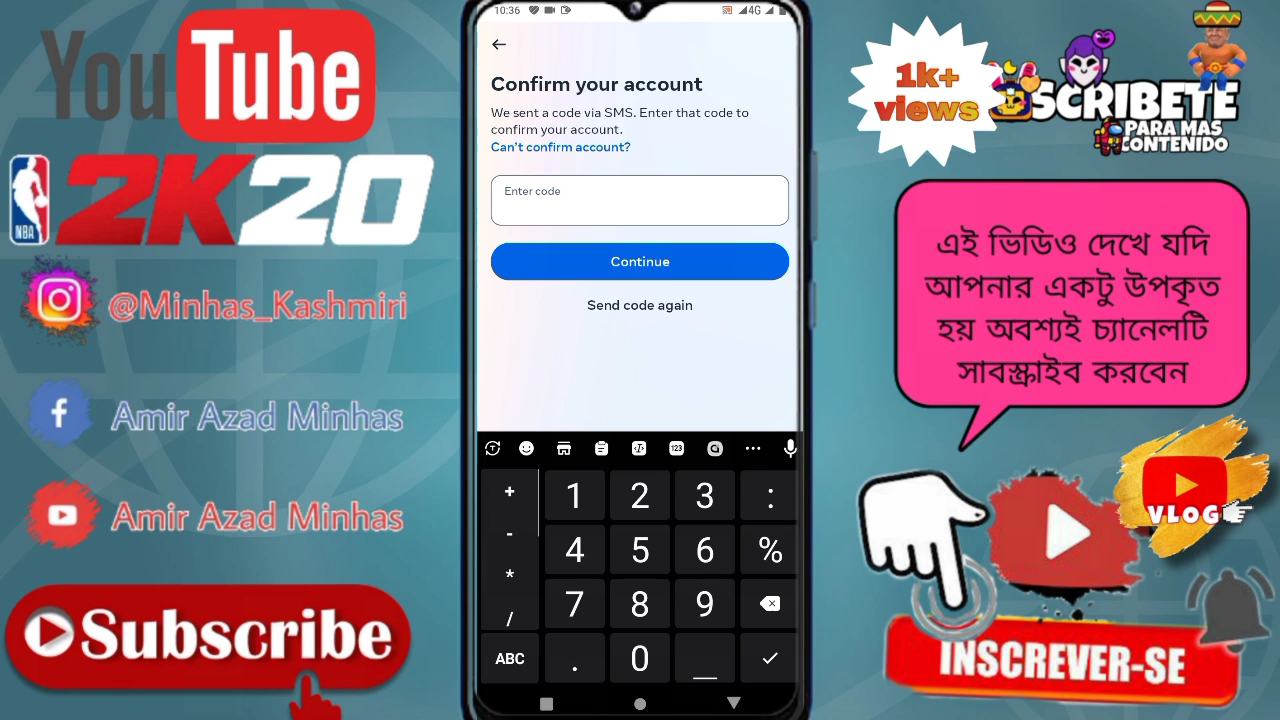 YouTube
NBA
2K20
@Minhas_Kashmiri
Amir Azad Minhas
Amir Azad Minhas
Subscribe
10:36
4G
Confirm your account
We sent a code via SMS. Enter that code to
confirm your account.
Can't confirm account?
Enter code
Continue
Send code again
123
+
1 2 3 :
-
4 5 6 %
*
7 8 9
/
ABC . 0 _
1k+
views
SCRIBETE
PARA MAS
CONTENIDO
এই ভিডিও দেখে যদি
আপনার একটু উপকৃত
হয় অবশ্যই চ্যানেলটি
সাবস্ক্রাইব করবেন
VLOG
INSCREVER-SE